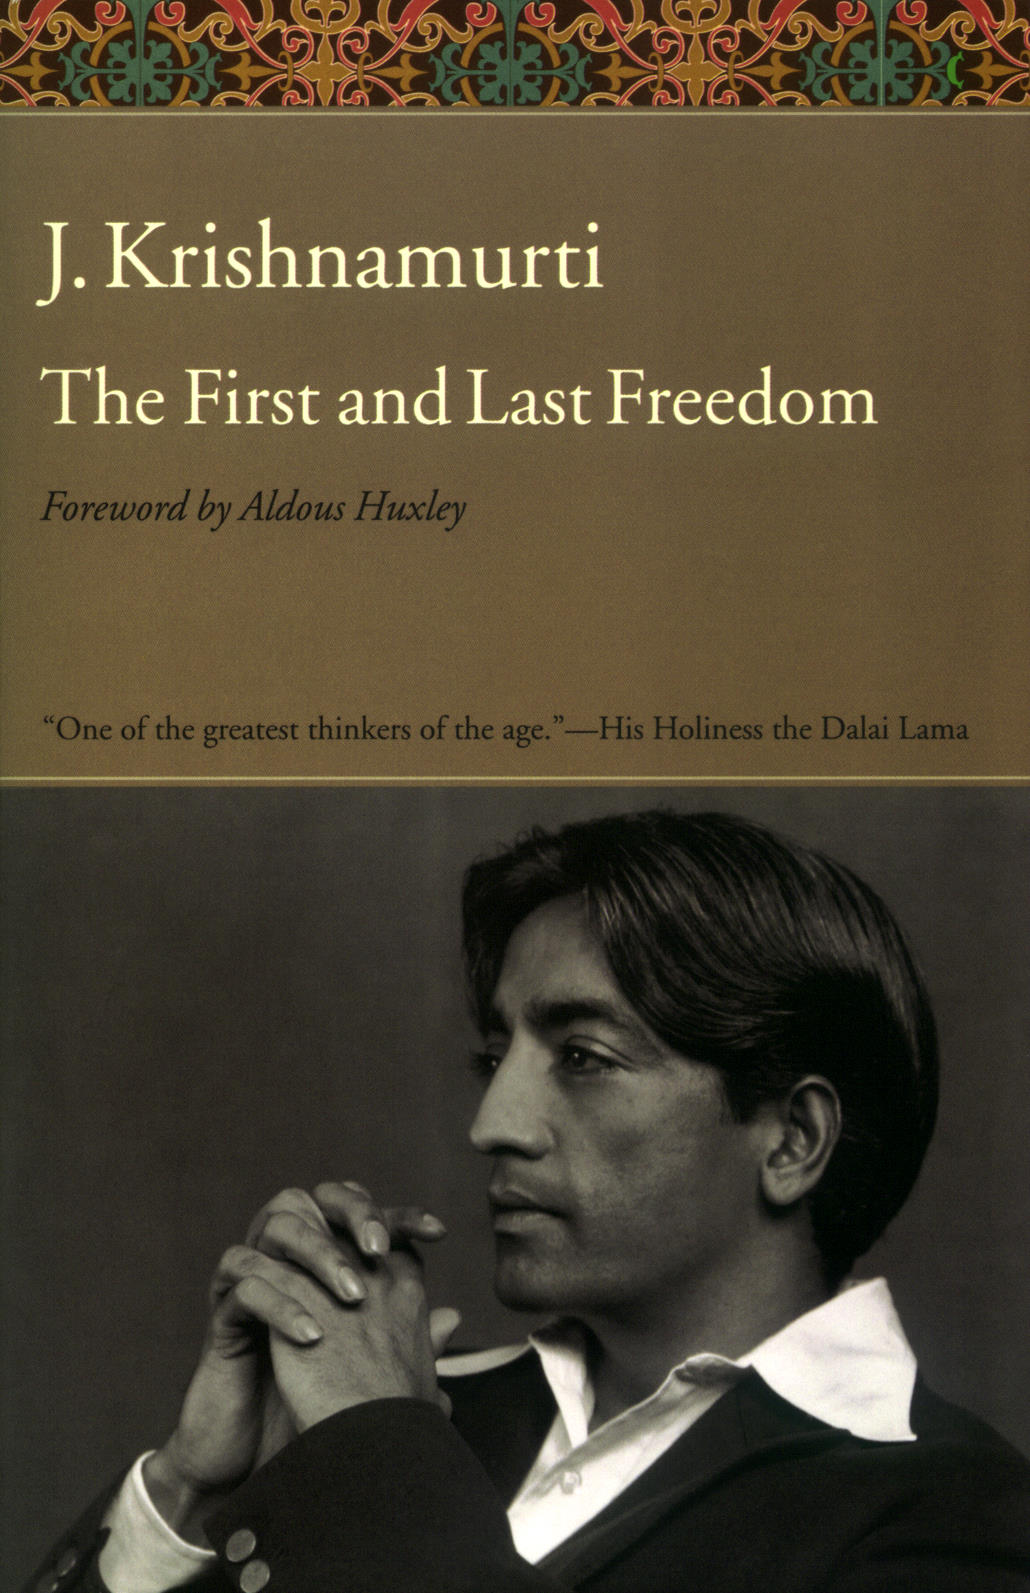 J. Krishnamurti
The First and Last Freedom
Foreword by Aldous Huxley
“One of the greatest thinkers of the age.”—His Holiness the Dalai Lama